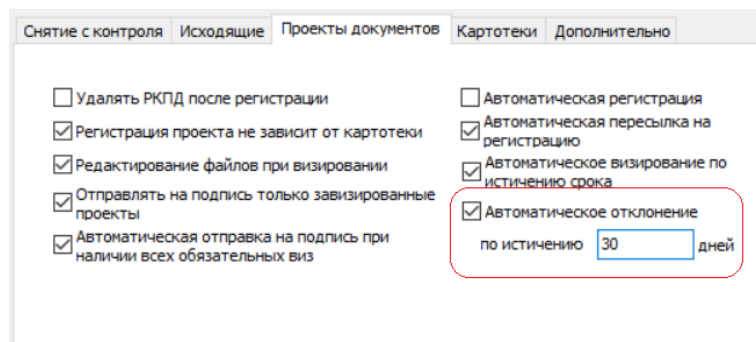 Снятие с контроля Исходящие Проекты документов Картотеки Дополнительно
Удалять РКПД после регистрации
Регистрация проекта не зависит от картотеки
Редактирование файлов при визировании
Отправлять на подпись только завизированные
проекты
Автоматическая отправка на подпись при
наличии всех обязательных виз
Автоматическая регистрация
Автоматическая пересылка на
регистрацию
Автоматическое визирование по
истичению срока
Автоматическое отклонение
по истичению 30 дней